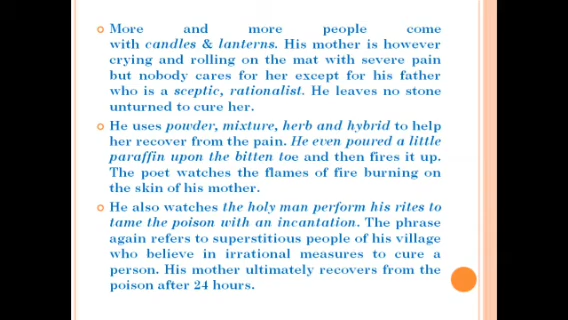 More and more people come
with candles & lanterns. His mother is however
crying and rolling on the mat with severe pain
but nobody cares for her except for his father
who is a sceptic, rationalist. He leaves no stone
unturned to cure her.
He uses powder, mixture, herb and hybrid to help
her recover from the pain. He even poured a little
paraffin upon the bitten toe and then fires it up.
The poet watches the flames of fire burning on
the skin of his mother.
He also watches the holy man perform his rites to
tame the poison with an incantation. The phrase
again refers to superstitious people of his village
who believe in irrational measures to cure a
person. His mother ultimately recovers from the
poison after 24 hours.